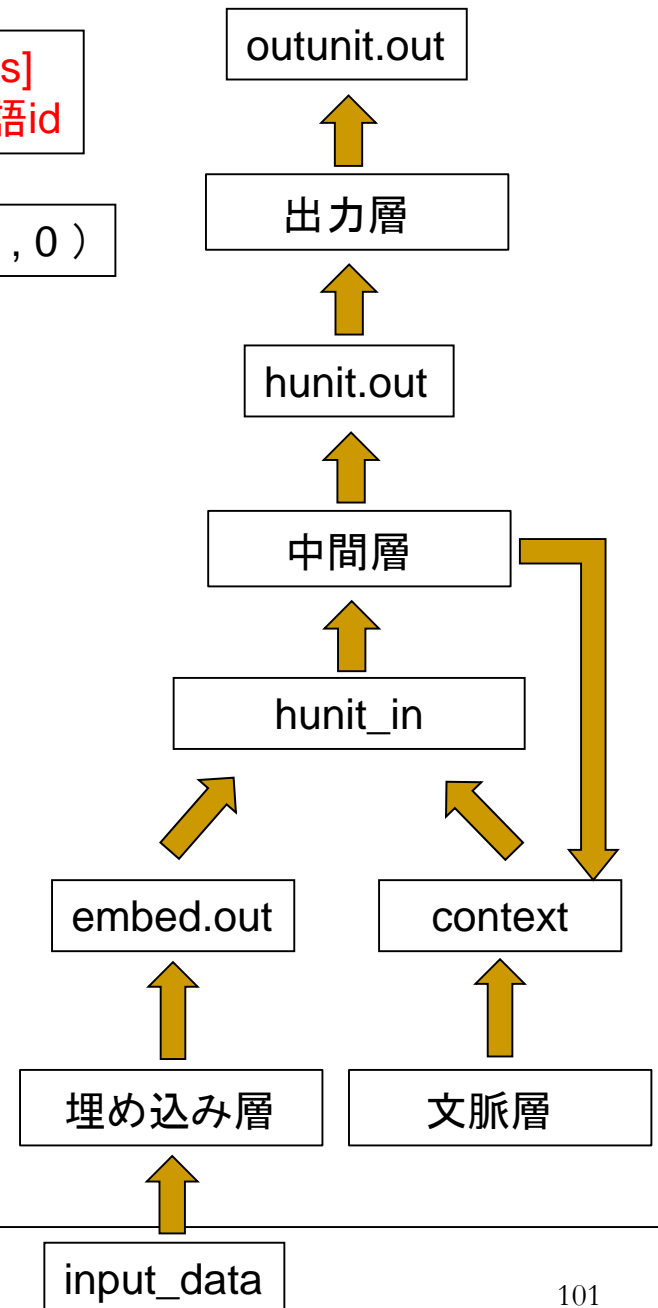 outunit.out
s]
語id
出力層
, 0 ）
hunit.out
中間層
hunit_in
embed.out
context
埋め込み層
文脈層
input_data
101